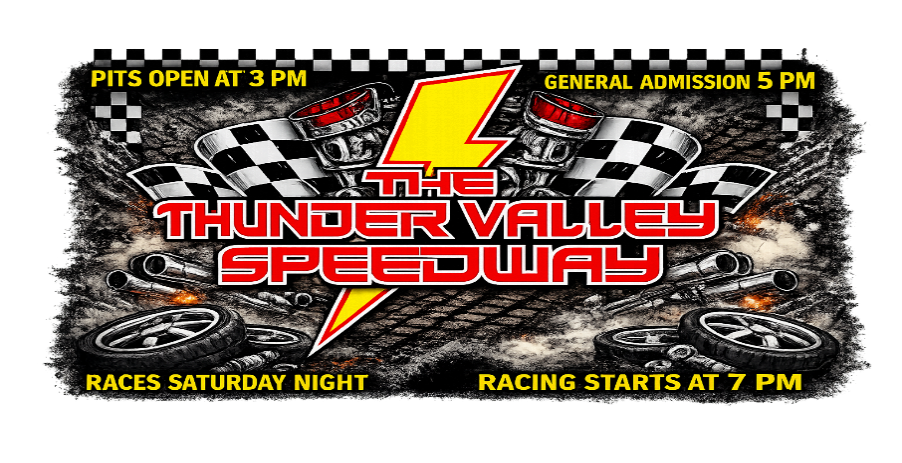 PITS OPEN AT 3 PM
GENERAL ADMISSION 5 PM
THE
THUNDER VALLEY
SPEEDWAY
RACES SATURDAY NIGHT
RACING STARTS AT 7 PM